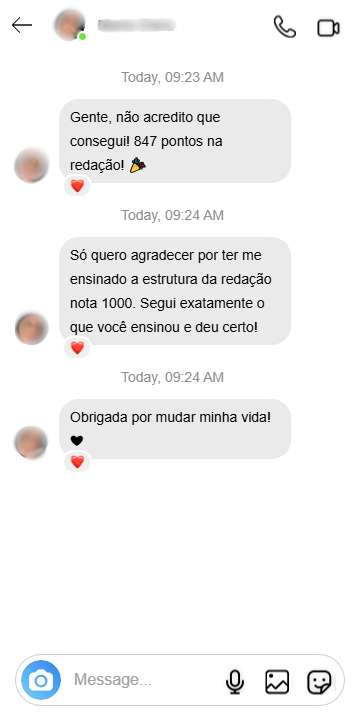 Today, 09:23 AM
Gente, não acredito que
consegui! 847 pontos na
redação! 🎉
Today, 09:24 AM
Só quero agradecer por ter me
ensinado a estrutura da redação
nota 1000. Segui exatamente o
que você ensinou e deu certo!
Today, 09:24 AM
Obrigada por mudar minha vida!
🖤
Message...